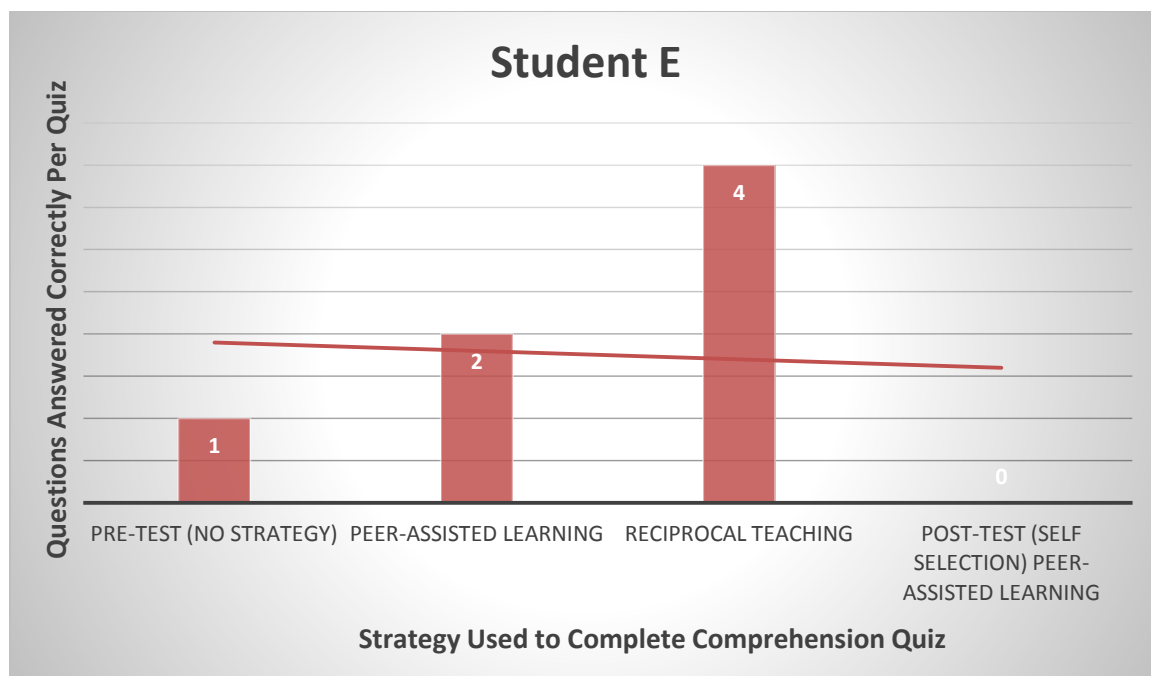 Student E
Questions Answered Correctly Per Quiz
4
2
1
0
PRE-TEST (NO STRATEGY)
PEER-ASSISTED LEARNING
RECIPROCAL TEACHING
POST-TEST (SELF
SELECTION) PEER-
ASSISTED LEARNING
Strategy Used to Complete Comprehension Quiz